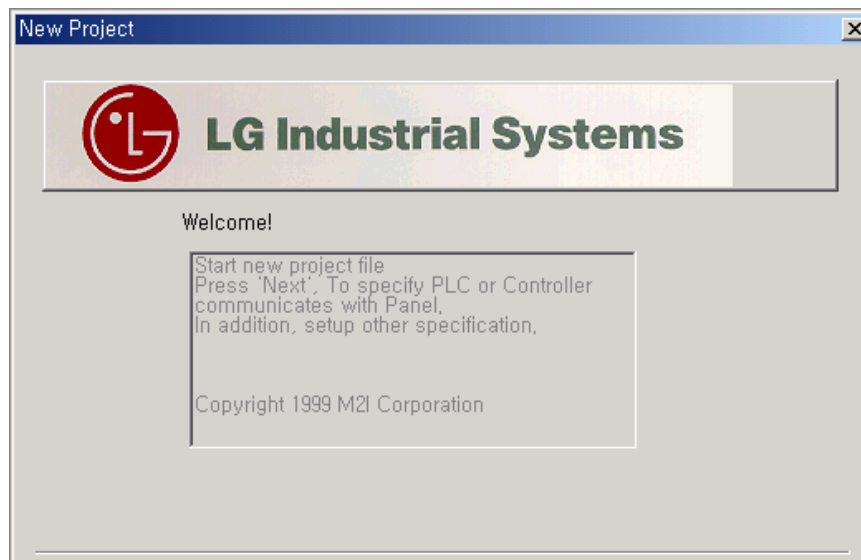 New Project
LG Industrial Systems
Welcome!
Start new project file
Press 'Next', To specify PLC or Controller
communicates with Panel,
In addition, setup other specification,
Copyright 1999 M2I Corporation